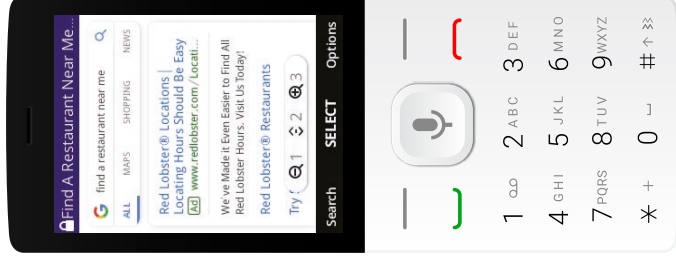 Find A Restaurant Near Me...
find a restaurant near me
ALL MAPS SHOPPING NEWS
Red Lobster® Locations |
Locating Hours Should Be Easy
Ad www.redlobster.com/Locati...
We've Made it Even Easier to Find All
Red Lobster Hours. Visit Us Today!
Red Lobster® Restaurants
Try
1 2 3
Search SELECT Options
1 2 ABC 3 DEF
4 GHI 5 JKL 6 MNO
7 PQRS 8 TUV 9 WXYZ
* + 0 #